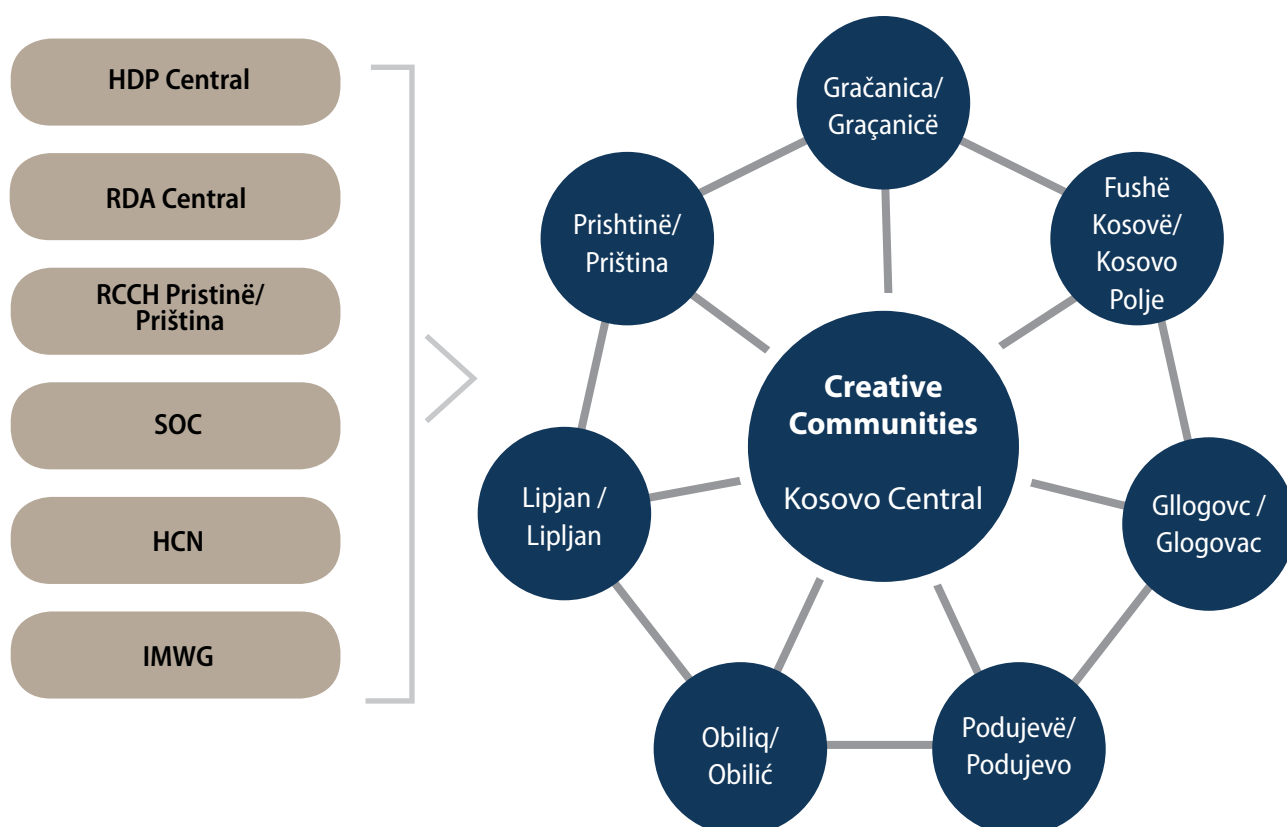 HDP Central
RDA Central
RCCH Pristinë/
Priština
SOC
HCN
IMWG
Gračanica/
Graçanicë
Fushë
Kosovë/
Kosovo
Polje
Prishtinë/
Priština
Creative
Communities
Kosovo Central
Lipjan /
Lipljan
Gllogovc /
Glogovac
Obiliq/
Obilić
Podujevë/
Podujevo